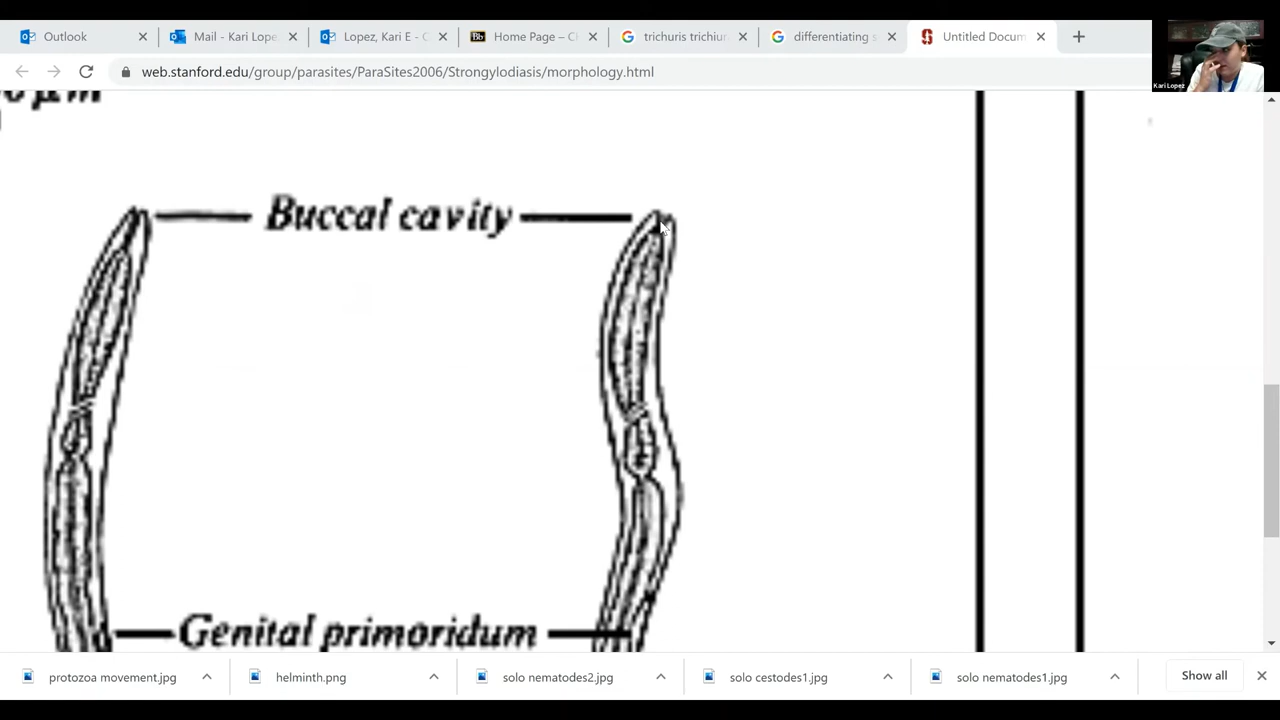 Outlook
Mail - Kari Lope
Lopez, Kari E - C
Home Page – C
trichuris trichiur
differentiating s
Untitled Docum
web.stanford.edu/group/parasites/ParaSites2006/Strongylodiasis/morphology.html
Kari Lopez
μm
Buccal cavity
Genital primoridum
protozoa movement.jpg
helminth.png
solo nematodes2.jpg
solo cestodes1.jpg
solo nematodes1.jpg
Show all